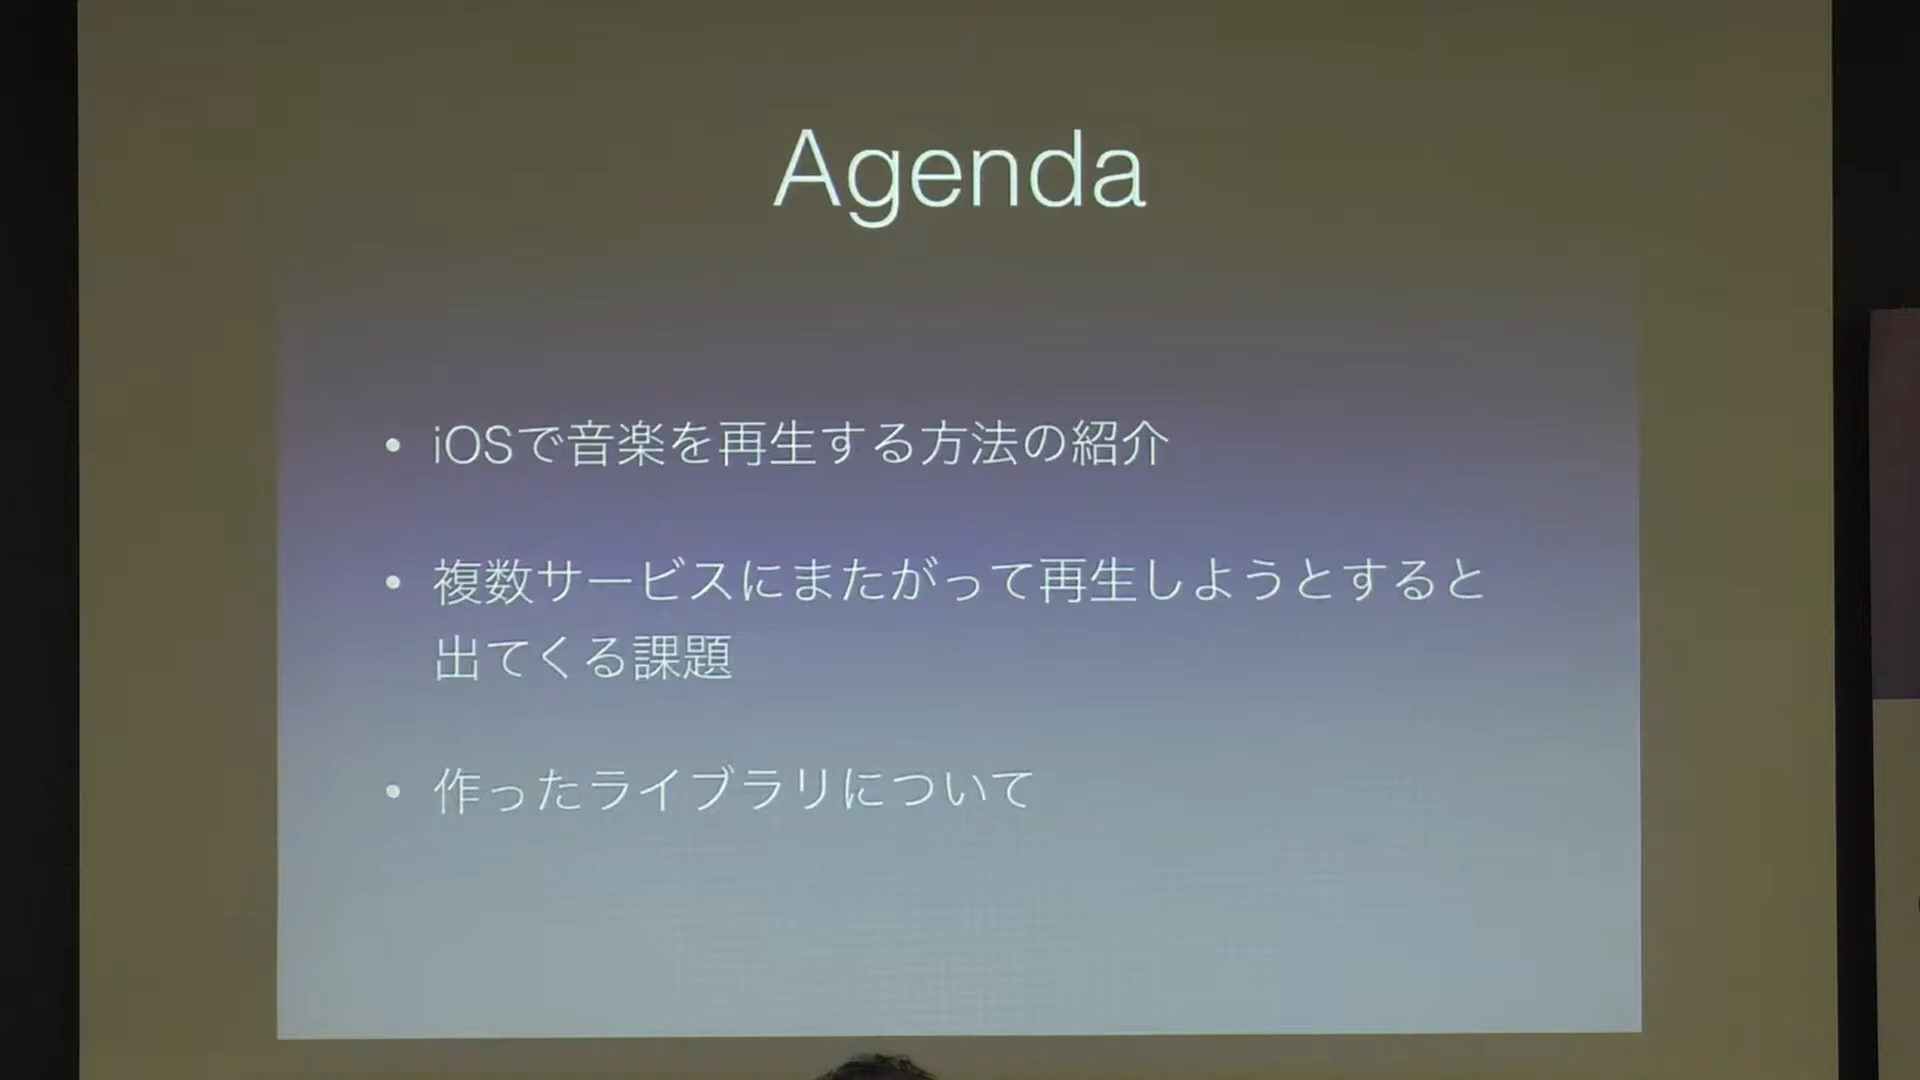 Agenda
• iOSで音楽を再生する方法の紹介
• 複数サービスにまたがって再生しようとすると
出てくる課題
• 作ったライブラリについて